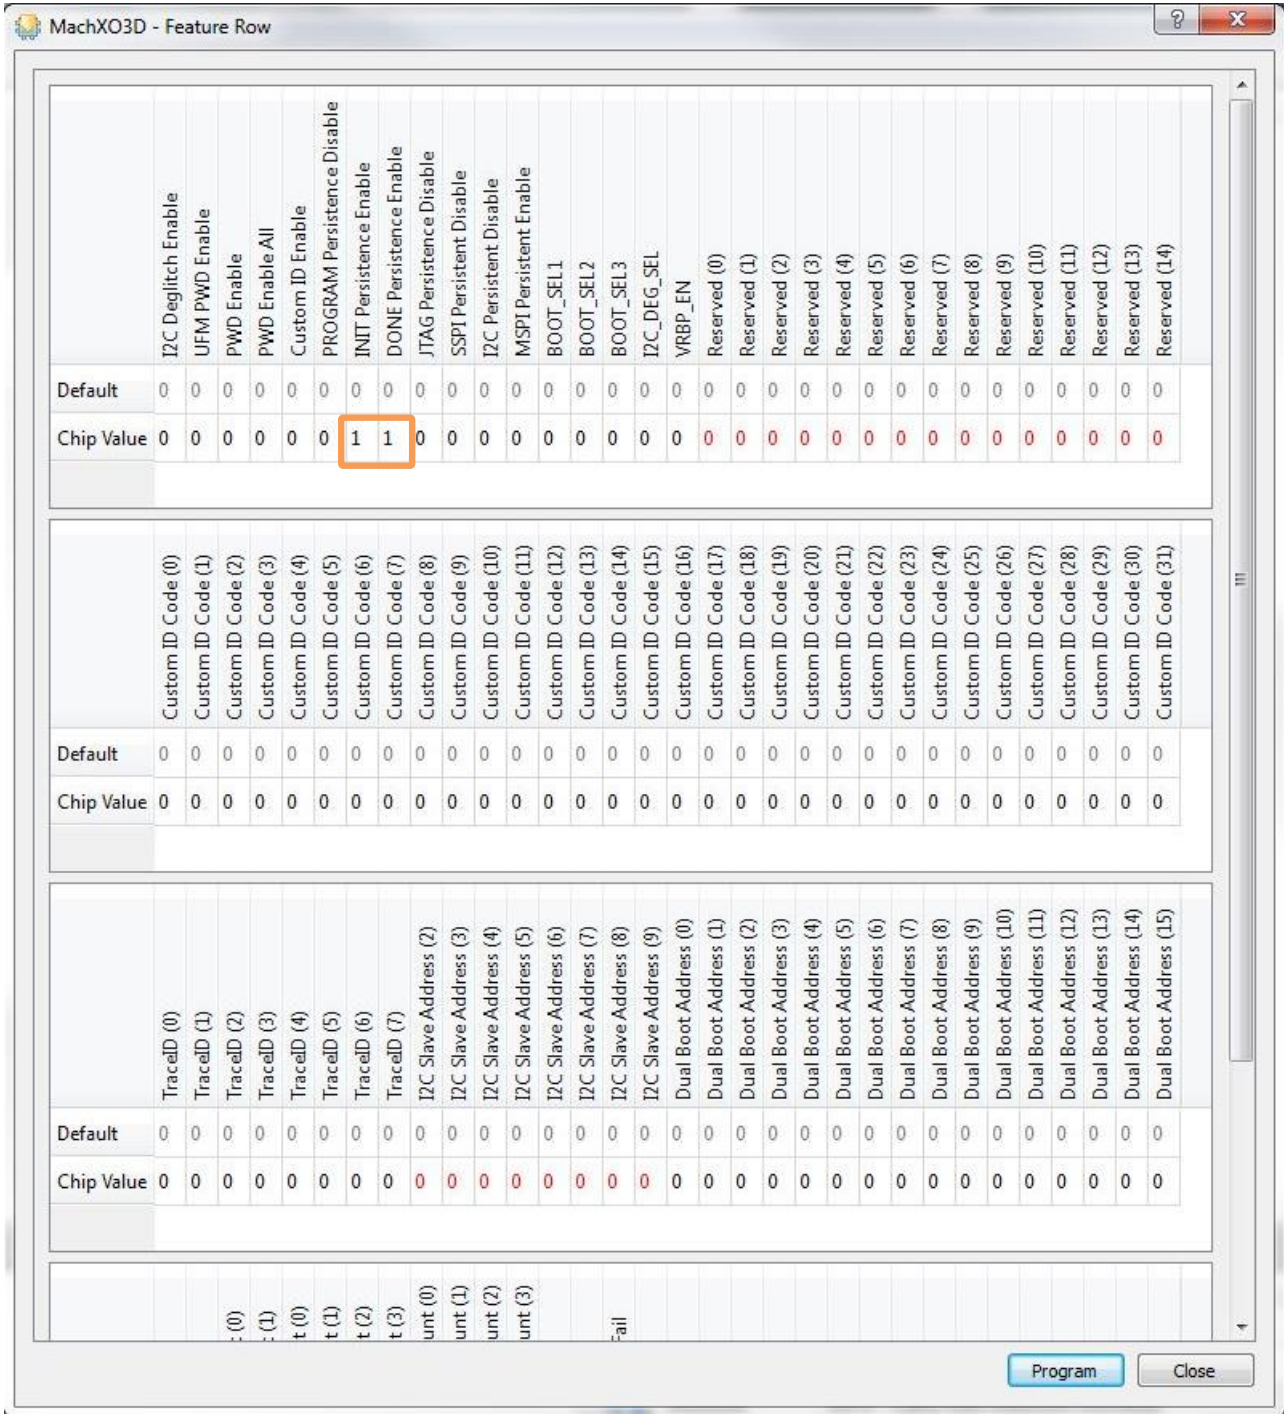 MachXO3D - Feature Row
I2C Deglitch Enable
UFM PWD Enable
PWD Enable
PWD Enable All
Custom ID Enable
PROGRAM Persistence Disable
INIT Persistence Enable
DONE Persistence Enable
JTAG Persistence Disable
SSPI Persistent Disable
I2C Persistent Disable
MSPI Persistent Enable
BOOT_SEL1
BOOT_SEL2
BOOT_SEL3
I2C_DEG_SEL
VRBP_EN
Reserved (0)
Reserved (1)
Reserved (2)
Reserved (3)
Reserved (4)
Reserved (5)
Reserved (6)
Reserved (7)
Reserved (8)
Reserved (9)
Reserved (10)
Reserved (11)
Reserved (12)
Reserved (13)
Reserved (14)
Default 0 0 0 0 0 0 0 0 0 0 0 0 0 0 0 0 0 0 0 0 0 0 0 0 0 0 0 0 0 0 0 0
Chip Value 0 0 0 0 0 0 1 1 0 0 0 0 0 0 0 0 0 0 0 0 0 0 0 0 0 0 0 0 0 0 0 0
Custom ID Code (0)
Custom ID Code (1)
Custom ID Code (2)
Custom ID Code (3)
Custom ID Code (4)
Custom ID Code (5)
Custom ID Code (6)
Custom ID Code (7)
Custom ID Code (8)
Custom ID Code (9)
Custom ID Code (10)
Custom ID Code (11)
Custom ID Code (12)
Custom ID Code (13)
Custom ID Code (14)
Custom ID Code (15)
Custom ID Code (16)
Custom ID Code (17)
Custom ID Code (18)
Custom ID Code (19)
Custom ID Code (20)
Custom ID Code (21)
Custom ID Code (22)
Custom ID Code (23)
Custom ID Code (24)
Custom ID Code (25)
Custom ID Code (26)
Custom ID Code (27)
Custom ID Code (28)
Custom ID Code (29)
Custom ID Code (30)
Custom ID Code (31)
Default 0 0 0 0 0 0 0 0 0 0 0 0 0 0 0 0 0 0 0 0 0 0 0 0 0 0 0 0 0 0 0 0
Chip Value 0 0 0 0 0 0 0 0 0 0 0 0 0 0 0 0 0 0 0 0 0 0 0 0 0 0 0 0 0 0 0 0
TraceID (0)
TraceID (1)
TraceID (2)
TraceID (3)
TraceID (4)
TraceID (5)
TraceID (6)
TraceID (7)
I2C Slave Address (2)
I2C Slave Address (3)
I2C Slave Address (4)
I2C Slave Address (5)
I2C Slave Address (6)
I2C Slave Address (7)
I2C Slave Address (8)
I2C Slave Address (9)
Dual Boot Address (0)
Dual Boot Address (1)
Dual Boot Address (2)
Dual Boot Address (3)
Dual Boot Address (4)
Dual Boot Address (5)
Dual Boot Address (6)
Dual Boot Address (7)
Dual Boot Address (8)
Dual Boot Address (9)
Dual Boot Address (10)
Dual Boot Address (11)
Dual Boot Address (12)
Dual Boot Address (13)
Dual Boot Address (14)
Dual Boot Address (15)
Default 0 0 0 0 0 0 0 0 0 0 0 0 0 0 0 0 0 0 0 0 0 0 0 0 0 0 0 0 0 0 0 0
Chip Value 0 0 0 0 0 0 0 0 0 0 0 0 0 0 0 0 0 0 0 0 0 0 0 0 0 0 0 0 0 0 0 0
(0)
(1)
t (0)
t (1)
t (2)
t (3)
unt (0)
unt (1)
unt (2)
unt (3)
Fail
Program
Close